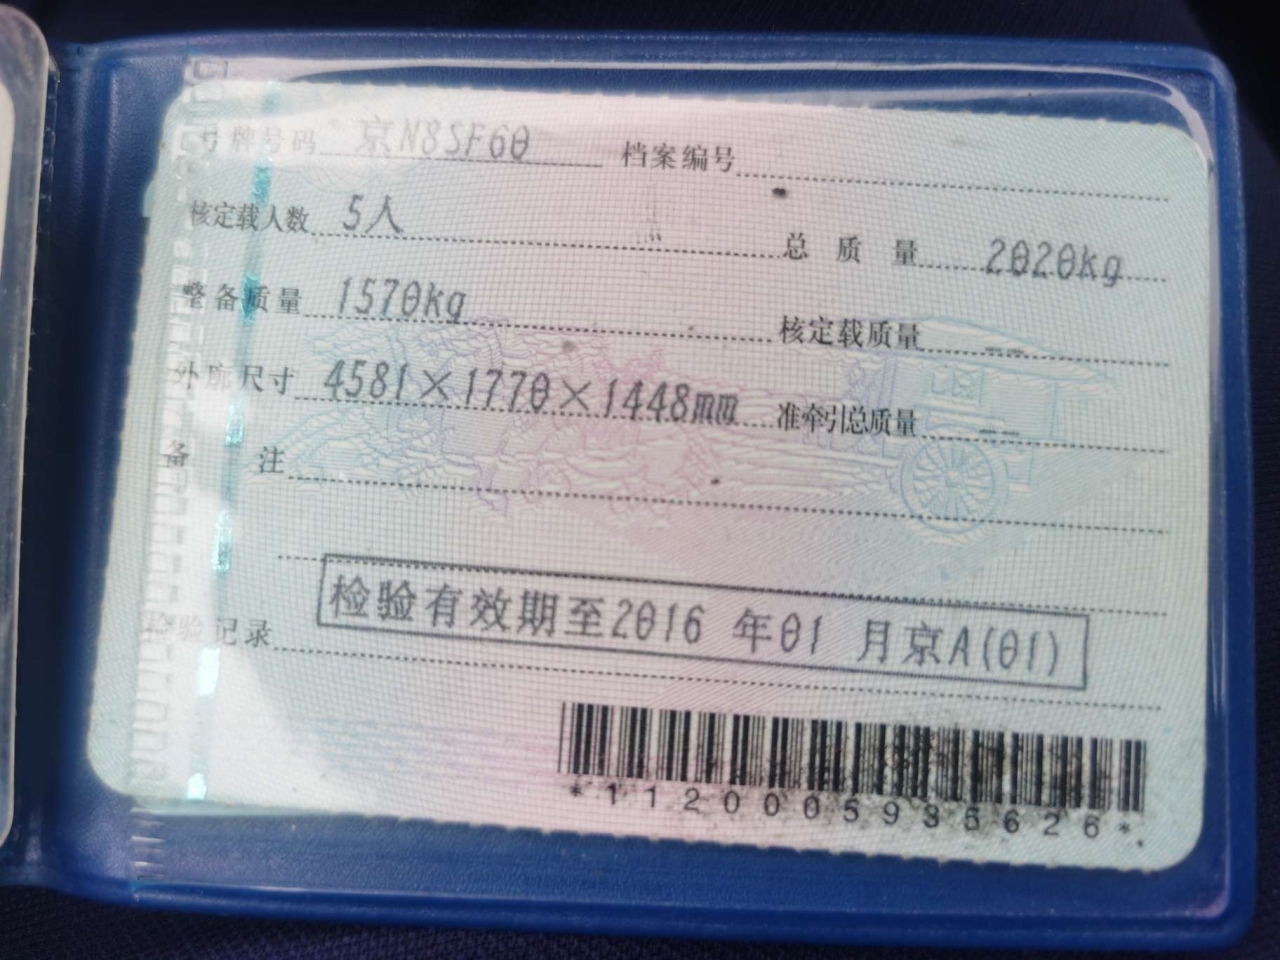 号牌号码 京N8SF60 档案编号
核定载人数 5人 总质量 2020kg
整备质量 1570kg 核定载质量 --
外廓尺寸 4581×1770×1448mm 准牵引总质量 --
备注
检验记录 检验有效期至2016 年01 月京A(01)
*1120005935626*